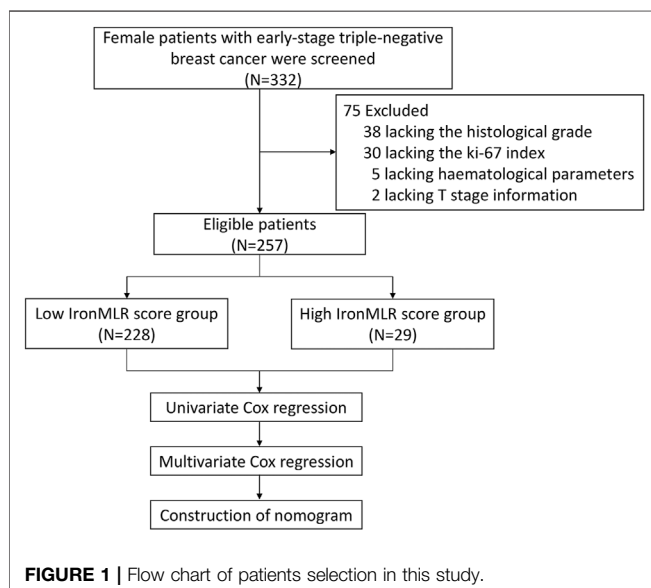 Female patients with early-stage triple-negative
breast cancer were screened
(N=332)
75 Excluded
38 lacking the histological grade
30 lacking the ki-67 index
5 lacking haematological parameters
2 lacking T stage information
Eligible patients
(N=257)
Low IronMLR score group
(N=228)
High IronMLR score group
(N=29)
Univariate Cox regression
Multivariate Cox regression
Construction of nomogram
FIGURE 1 | Flow chart of patients selection in this study.